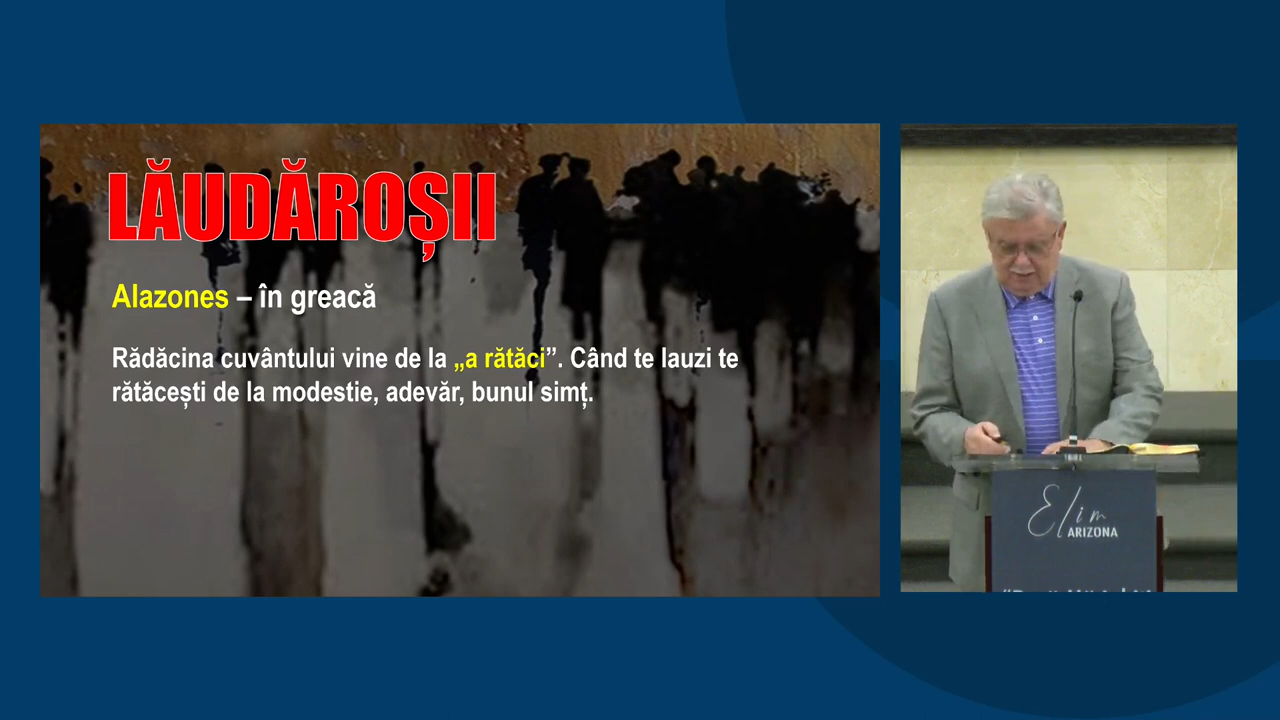 LĂUDĂROȘII
Alazones – în greacă
Rădăcina cuvântului vine de la „a rătăci”. Când te lauzi te
rătăcești de la modestie, adevăr, bunul simț.
Elim
ARIZONA